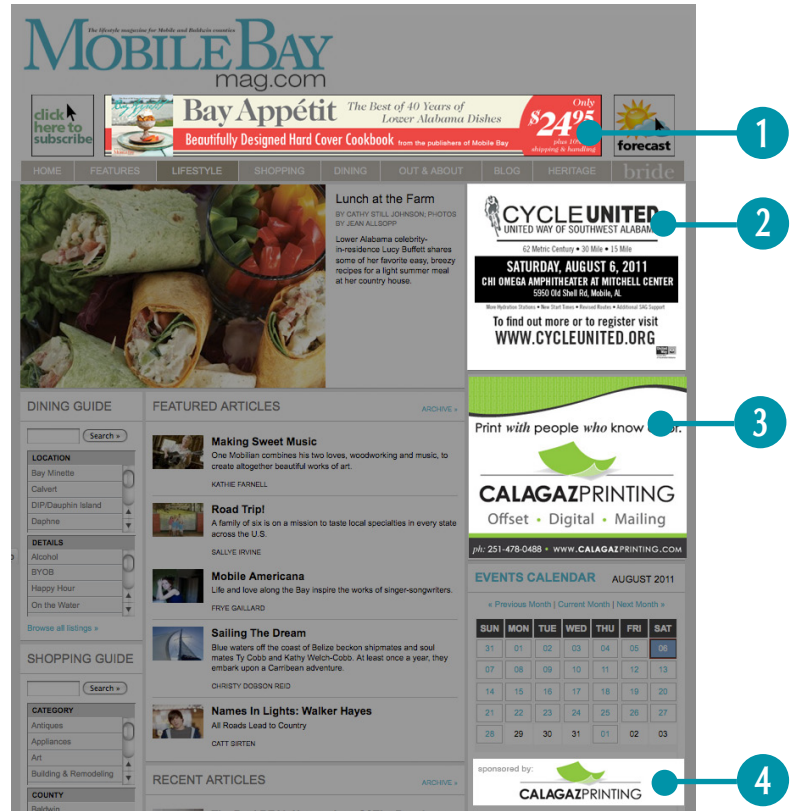 The lifestyle magazine for Mobile and Baldwin counties
MOBILE BAY
mag.com
click
here to
subscribe
Bay Appétit The Best of 40 Years of
Lower Alabama Dishes
Beautifully Designed Hard Cover Cookbook from the publishers of Mobile Bay
Only
$24.95
shipping & handling
forecast
1
HOME FEATURES LIFESTYLE SHOPPING DINING OUT & ABOUT BLOG HERITAGE bride
Lunch at the Farm
BY CATHY STILL JOHNSON; PHOTOS
BY JEAN ALLSOPP
Lower Alabama celebrity-
in-residence Lucy Buffett shares
some of her favorite easy, breezy
recipes for a light summer meal
at her country house.
CYCLE UNITED
UNITED WAY OF SOUTHWEST ALABAMA
2
62 Metric Century • 30 Mile • 15 Mile
SATURDAY, AUGUST 6, 2011
CHI OMEGA AMPHITHEATER AT MITCHELL CENTER
5950 Old Shell Rd, Mobile, AL
More Hydration Stations • New Start Times • Revised Routes • Additional SAG Support
To find out more or to register visit
WWW.CYCLEUNITED.ORG
Print with people who know
3
CALAGAZPRINTING
Offset • Digital • Mailing
ph: 251-478-0488 • WWW.CALAGAZPRINTING.COM
DINING GUIDE
Search »
LOCATION
Bay Minette
Calvert
DIP/Dauphin Island
Daphne
DETAILS
Alcohol
BYOB
Happy Hour
On the Water
Browse all listings »
SHOPPING GUIDE
Search »
CATEGORY
Antiques
Appliances
Art
Building & Remodeling
COUNTY
Baldwin
FEATURED ARTICLES ARCHIVE »
Making Sweet Music
One Mobilian combines his two loves, woodworking and music, to
create altogether beautiful works of art.
KATHIE FARNELL
Road Trip!
A family of six is on a mission to taste local specialties in every state
across the U.S.
SALLYE IRVINE
Mobile Americana
Life and love along the Bay inspire the works of singer-songwriters.
FRYE GAILLARD
Sailing The Dream
Blue waters off the coast of Belize beckon shipmates and soul
mates Ty Cobb and Kathy Welch-Cobb. At least once a year, they
embark upon a Carribean adventure.
CHRISTY DOBSON REID
Names In Lights: Walker Hayes
All Roads Lead to Country
CATT SIRTEN
RECENT ARTICLES ARCHIVE »
EVENTS CALENDAR AUGUST 2011
« Previous Month | Current Month | Next Month »
SUN MON TUE WED THU FRI SAT
31 01 02 03 04 05 06
07 08 09 10 11 12 13
14 15 16 17 18 19 20
21 22 23 24 25 26 27
28 29 30 31 01 02 03
sponsored by:
CALAGAZPRINTING
4